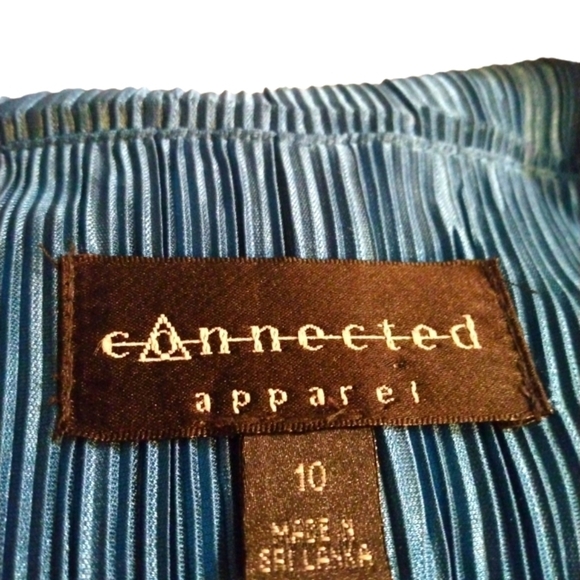 connected
apparel
10
MADE IN
SRI LANKA